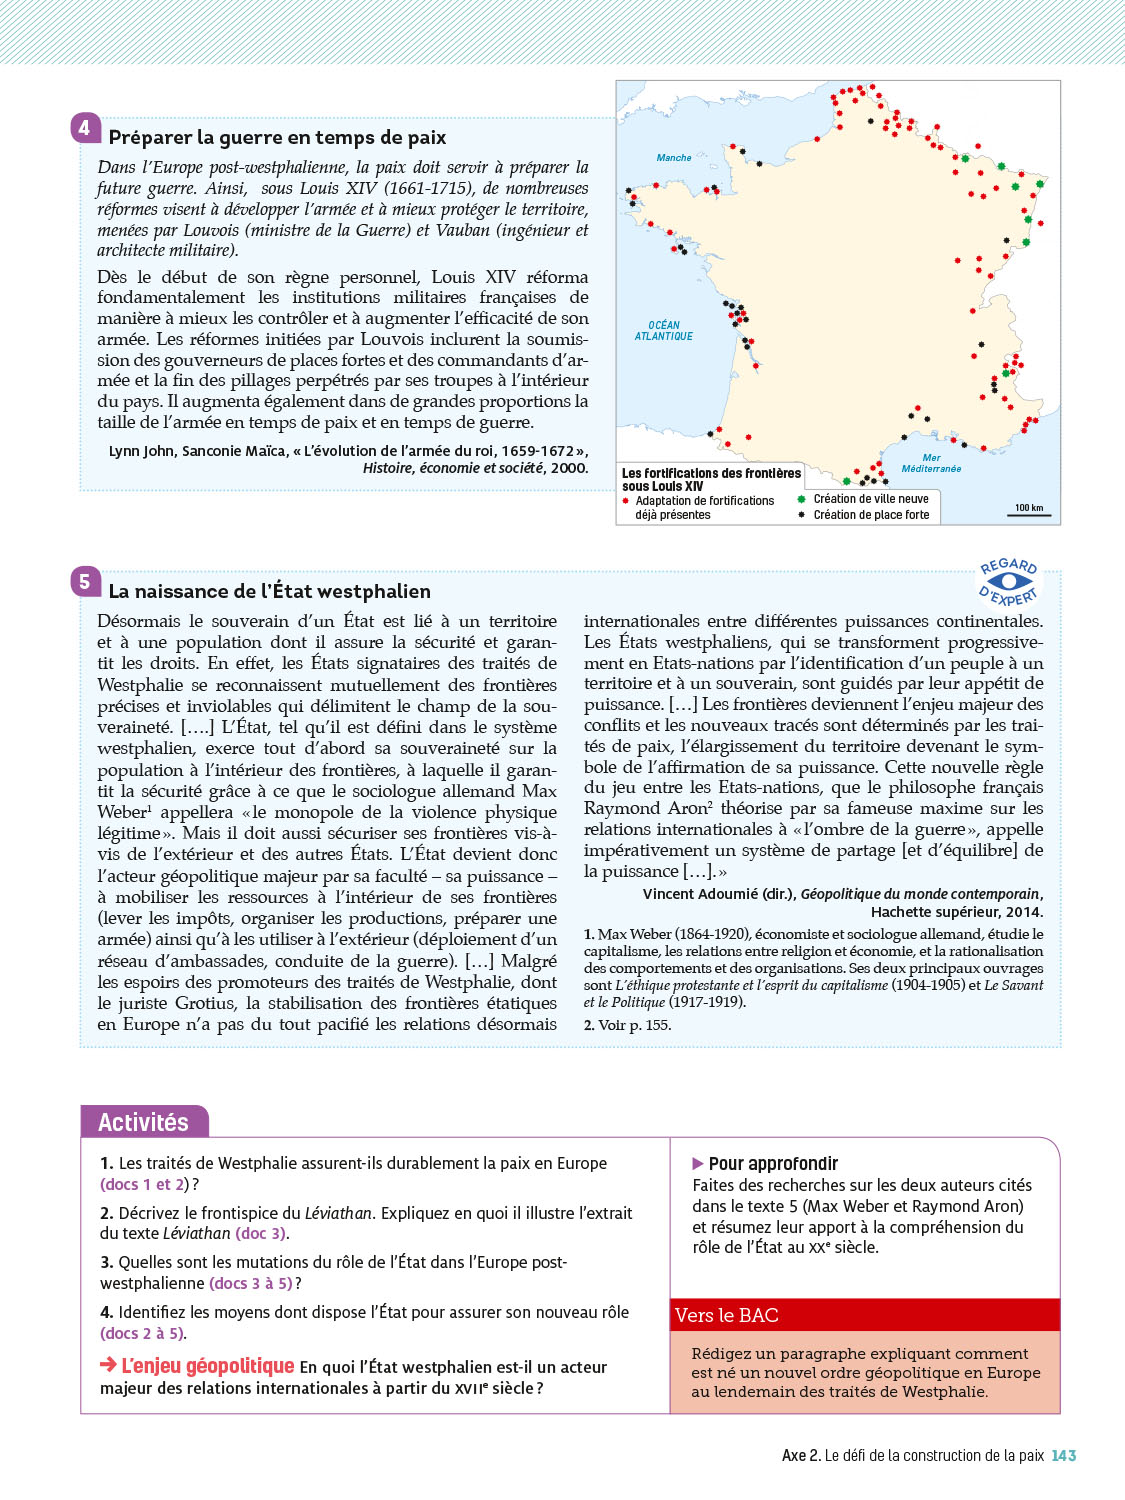 4
Préparer la guerre en temps de paix
Dans l’Europe post-westphalienne, la paix doit servir à préparer la
future guerre. Ainsi, sous Louis XIV (1661-1715), de nombreuses
réformes visent à développer l’armée et à mieux protéger le territoire,
menées par Louvois (ministre de la Guerre) et Vauban (ingénieur et
architecte militaire).
Dès le début de son règne personnel, Louis XIV réforma
fondamentalement les institutions militaires françaises de
manière à mieux les contrôler et à augmenter l’efficacité de son
armée. Les réformes initiées par Louvois inclurent la soumis-
sion des gouverneurs de places fortes et des commandants d’ar-
mée et la fin des pillages perpétrés par ses troupes à l’intérieur
du pays. Il augmenta également dans de grandes proportions la
taille de l’armée en temps de paix et en temps de guerre.
Lynn John, Sanconie Maïca, « L’évolution de l’armée du roi, 1659-1672 »,
Histoire, économie et société, 2000.
Manche
OCÉAN
ATLANTIQUE
Mer
Méditerranée
Les fortifications des frontières
sous Louis XIV
Adaptation de fortifications
déjà présentes
Création de ville neuve
Création de place forte
100 km
5
La naissance de l’État westphalien
REGARD
D’EXPERT
Désormais le souverain d’un État est lié à un territoire
et à une population dont il assure la sécurité et garan-
tit les droits. En effet, les États signataires des traités de
Westphalie se reconnaissent mutuellement des frontières
précises et inviolables qui délimitent le champ de la sou-
veraineté. [….] L’État, tel qu’il est défini dans le système
westphalien, exerce tout d’abord sa souveraineté sur la
population à l’intérieur des frontières, à laquelle il garan-
tit la sécurité grâce à ce que le sociologue allemand Max
Weber1 appellera « le monopole de la violence physique
légitime ». Mais il doit aussi sécuriser ses frontières vis-à-
vis de l’extérieur et des autres États. L’État devient donc
l’acteur géopolitique majeur par sa faculté – sa puissance –
à mobiliser les ressources à l’intérieur de ses frontières
(lever les impôts, organiser les productions, préparer une
armée) ainsi qu’à les utiliser à l’extérieur (déploiement d’un
réseau d’ambassades, conduite de la guerre). […] Malgré
les espoirs des promoteurs des traités de Westphalie, dont
le juriste Grotius, la stabilisation des frontières étatiques
en Europe n’a pas du tout pacifié les relations désormais
internationales entre différentes puissances continentales.
Les États westphaliens, qui se transforment progressive-
ment en Etats-nations par l’identification d’un peuple à un
territoire et à un souverain, sont guidés par leur appétit de
puissance. […] Les frontières deviennent l’enjeu majeur des
conflits et les nouveaux tracés sont déterminés par les trai-
tés de paix, l’élargissement du territoire devenant le sym-
bole de l’affirmation de sa puissance. Cette nouvelle règle
du jeu entre les Etats-nations, que le philosophe français
Raymond Aron2 théorise par sa fameuse maxime sur les
relations internationales à « l’ombre de la guerre », appelle
impérativement un système de partage [et d’équilibre] de
la puissance […]. »
Vincent Adoumié (dir.), Géopolitique du monde contemporain,
Hachette supérieur, 2014.
1. Max Weber (1864-1920), économiste et sociologue allemand, étudie le
capitalisme, les relations entre religion et économie, et la rationalisation
des comportements et des organisations. Ses deux principaux ouvrages
sont L’éthique protestante et l’esprit du capitalisme (1904-1905) et Le Savant
et le Politique (1917-1919).
2. Voir p. 155.
Activités
1. Les traités de Westphalie assurent-ils durablement la paix en Europe
(docs 1 et 2) ?
2. Décrivez le frontispice du Léviathan. Expliquez en quoi il illustre l’extrait
du texte Léviathan (doc 3).
3. Quelles sont les mutations du rôle de l’État dans l’Europe post-
westphalienne (docs 3 à 5) ?
4. Identifiez les moyens dont dispose l’État pour assurer son nouveau rôle
(docs 2 à 5).
➔ L’enjeu géopolitique En quoi l’État westphalien est-il un acteur
majeur des relations internationales à partir du XVIIe siècle ?
▶ Pour approfondir
Faites des recherches sur les deux auteurs cités
dans le texte 5 (Max Weber et Raymond Aron)
et résumez leur apport à la compréhension du
rôle de l’État au XXe siècle.
Vers le BAC
Rédigez un paragraphe expliquant comment
est né un nouvel ordre géopolitique en Europe
au lendemain des traités de Westphalie.
Axe 2. Le défi de la construction de la paix 143